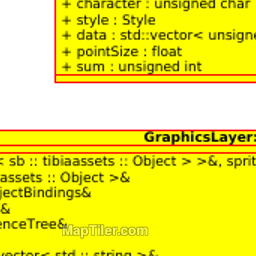 + character : unsigned char
+ style : Style
+ data : std::vector< unsigne
+ pointSize : float
+ sum : unsigned int
GraphicsLayer:
< sb :: tibiaassets :: Object > >&, sprit
assets :: Object >&
jectBindings&
&
enceTree&
MapTiler.com
vector< std :: string >&